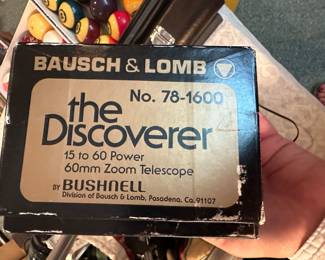 BAUSCH & LOMB
No. 78-1600
the
Discoverer
15 to 60 Power
60mm Zoom Telescope
BY BUSHNELL
Division of Bausch & Lomb, Pasadena, Ca. 91107